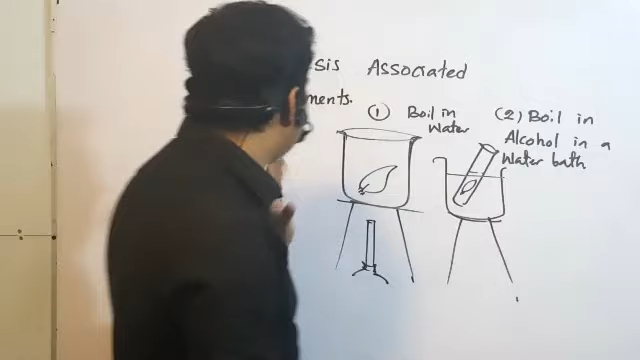 sis Associated
ments.
(1) Boil in
Water
(2) Boil in
Alcohol in a
Water bath